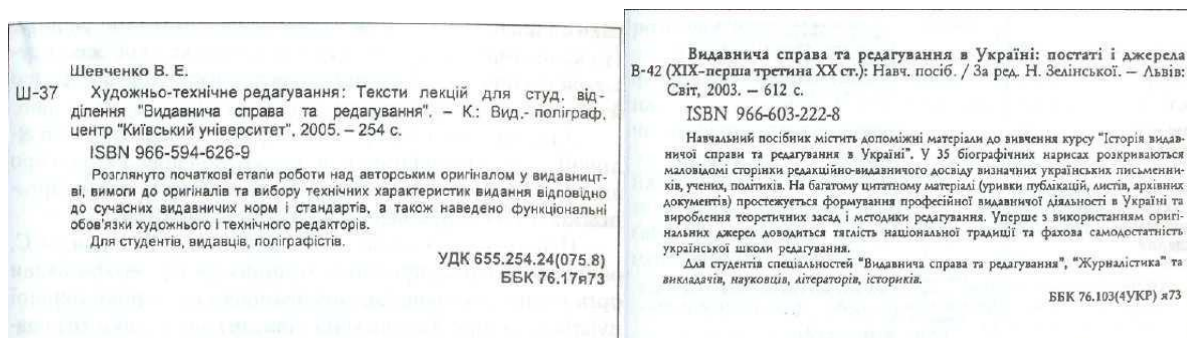 Шевченко В. Е.
Ш-37 Художньо-технічне редагування: Тексти лекцій для студ. від-
ділення "Видавнича справа та редагування". – К.: Вид.- поліграф.
центр "Київський університет", 2005. – 254 с.
ISBN 966-594-626-9
Розглянуто початкові етапи роботи над авторським оригіналом у видавницт-
ві, вимоги до оригіналів та вибору технічних характеристик видання відповідно
до сучасних видавничих норм і стандартів, а також наведено функціональні
обов'язки художнього і технічного редакторів.
Для студентів, видавців, поліграфістів.
УДК 655.254.24(075.8)
ББК 76.17я73
Видавнича справа та редагування в Україні: постаті і джерела
В-42 (ХІХ–перша третина ХХ ст.): Навч. посіб. / За ред. Н. Зелінської. — Львів:
Світ, 2003. — 612 с.
ISBN 966-603-222-8
Навчальний посібник містить допоміжні матеріали до вивчення курсу "Історія видав-
ничої справи та редагування в Україні". У 35 біографічних нарисах розкриваються
маловідомі сторінки редакційно-видавничого досвіду визначних українських письменни-
ків, учених, політиків. На багатому цитатному матеріалі (уривки публікацій, листів, архівних
документів) простежується формування професійної видавничої діяльності в Україні та
вироблення теоретичних засад і методики редагування. Уперше з використанням оригі-
нальних джерел доводиться тяглість національної традиції та фахова самодостатність
української школи редагування.
Для студентів спеціальностей "Видавнича справа та редагування", "Журналістика" та
викладачів, науковців, літераторів, істориків.
ББК 76.103(4УКР) я73